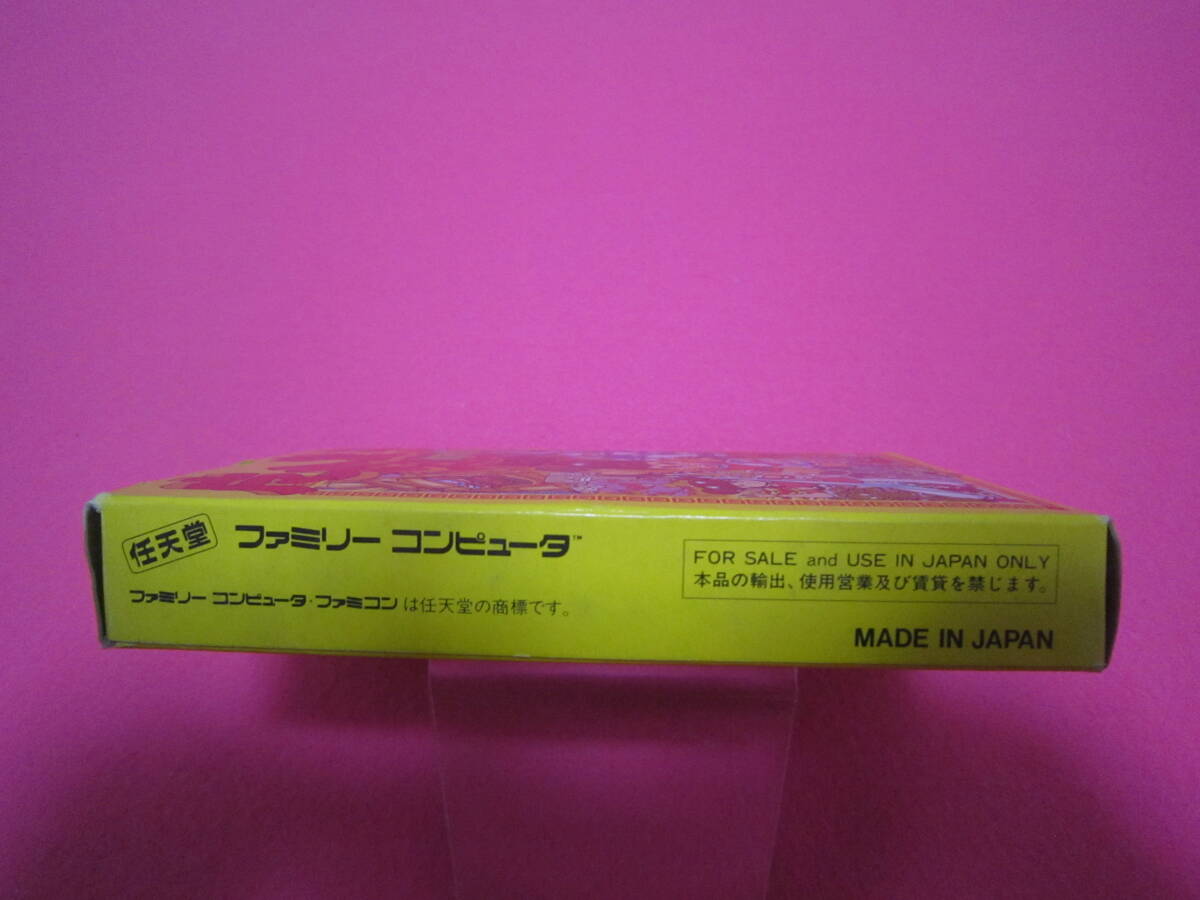 任天堂 ファミリー コンピュータ™
ファミリー コンピュータ・ファミコン は任天堂の商標です。
FOR SALE and USE IN JAPAN ONLY
本品の輸出、使用営業及び賃貸を禁じます。
MADE IN JAPAN